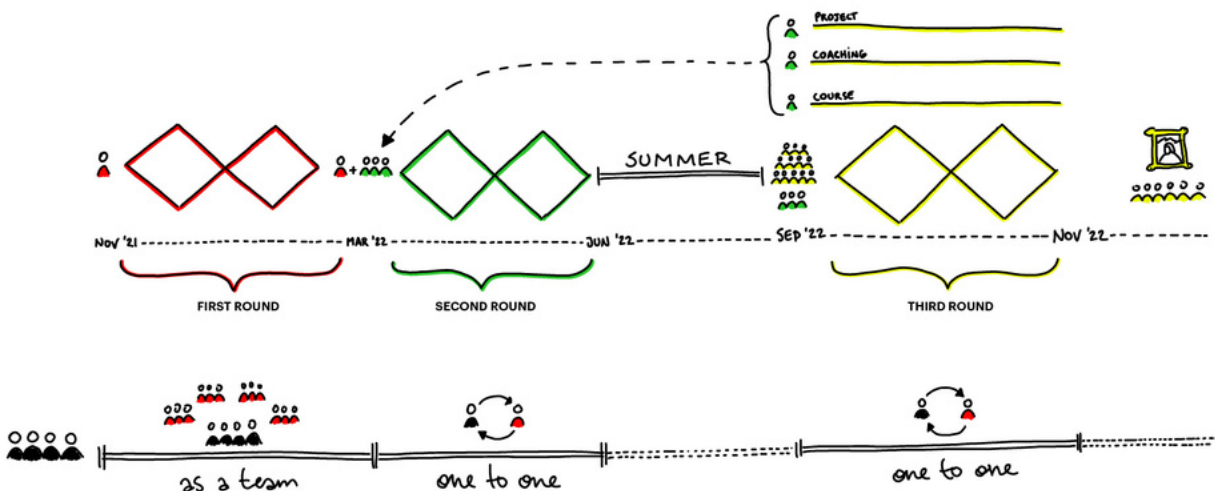 PROJECT
COACHING
COURSE
+
SUMMER
NOV '21 MAR '22 JUN '22 SEP '22 NOV '22
FIRST ROUND SECOND ROUND THIRD ROUND
as a team one to one one to one